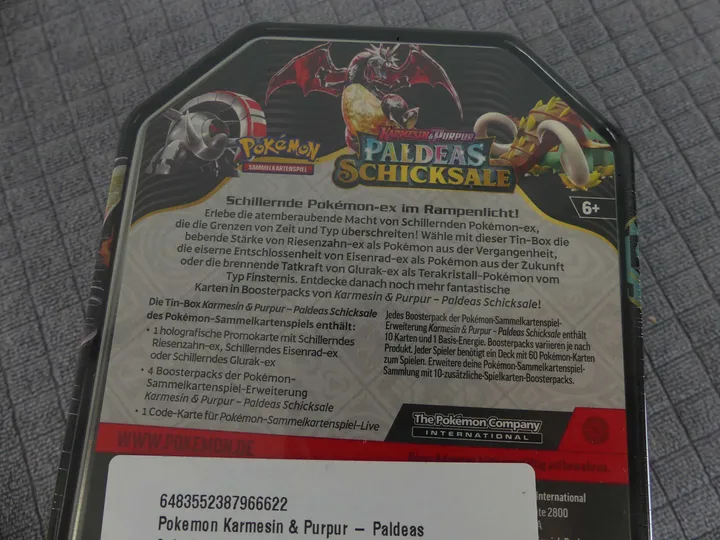 Pokémon
SAMMELKARTENSPIEL
KARMESIN & PURPUR
PALDEAS
SCHICKSALE
6+
Schillernde Pokémon-ex im Rampenlicht!
Erlebe die atemberaubende Macht von Schillernden Pokémon-ex,
die die Grenzen von Zeit und Typ überschreiten! Wähle mit dieser Tin-Box die
bebende Stärke von Riesenzahn-ex als Pokémon aus der Vergangenheit,
die eiserne Entschlossenheit von Eisenrad-ex als Pokémon aus der Zukunft
oder die brennende Tatkraft von Glurak-ex als Terakristall-Pokémon vom
Typ Finsternis. Entdecke danach noch mehr fantastische
Karten in Boosterpacks von Karmesin & Purpur – Paldeas Schicksale!
Die Tin-Box Karmesin & Purpur – Paldeas Schicksale
des Pokémon-Sammelkartenspiels enthält:
• 1 holografische Promokarte mit Schillerndes
Riesenzahn-ex, Schillerndes Eisenrad-ex
oder Schillerndes Glurak-ex
• 4 Boosterpacks der Pokémon-
Sammelkartenspiel-Erweiterung
Karmesin & Purpur – Paldeas Schicksale
• 1 Code-Karte für Pokémon-Sammelkartenspiel-Live
Jedes Boosterpack der Pokémon-Sammelkartenspiel-
Erweiterung Karmesin & Purpur – Paldeas Schicksale enthält
10 Karten und 1 Basis-Energie. Boosterpacks variieren je nach
Produkt. Jeder Spieler benötigt ein Deck mit 60 Pokémon-Karten
zum Spielen. Erweitere deine Pokémon-Sammelkartenspiel-
Sammlung mit 10-zusätzliche-Spielkarten-Boosterpacks.
The Pokémon Company
INTERNATIONAL
WWW.POKEMON.DE
International
te 2800
A
6483552387966622
Pokemon Karmesin & Purpur – Paldeas